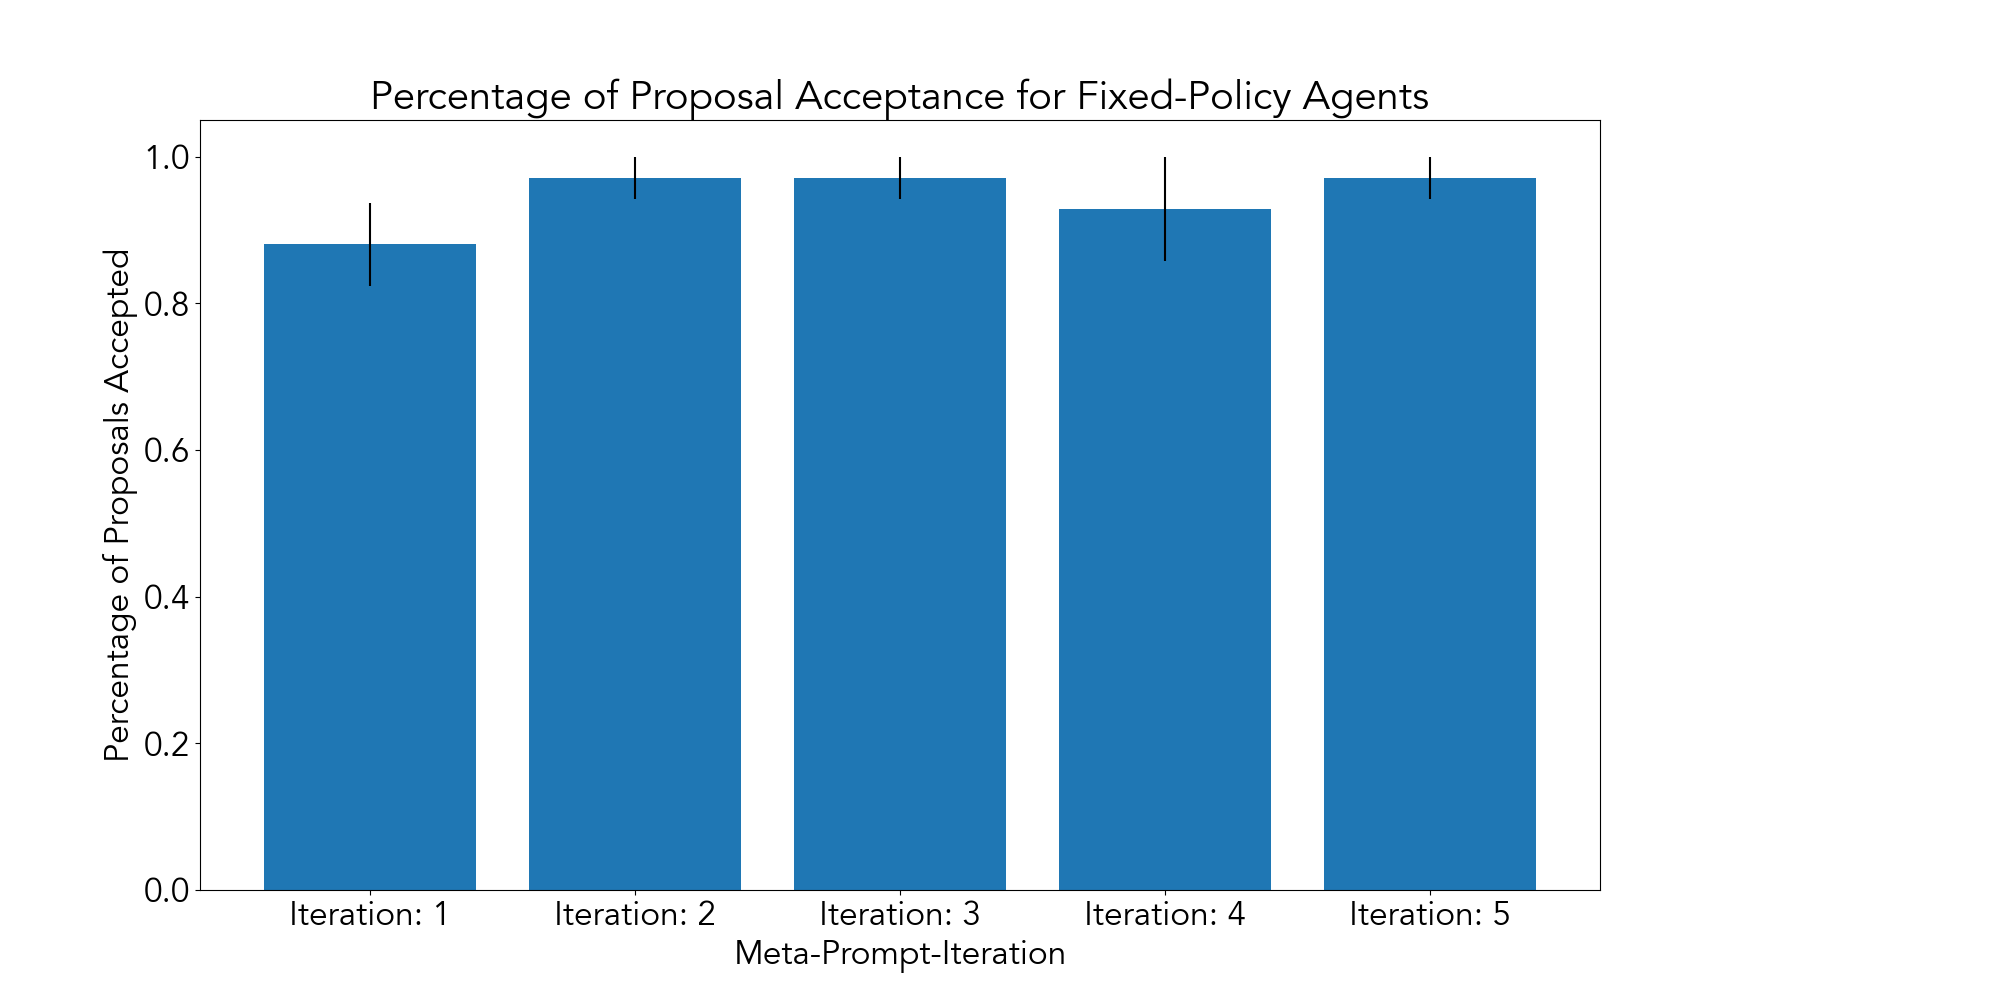 Percentage of Proposal Acceptance for Fixed-Policy Agents
Percentage of Proposals Accepted
1.0
0.8
0.6
0.4
0.2
0.0
Iteration: 1
Iteration: 2
Iteration: 3
Iteration: 4
Iteration: 5
Meta-Prompt-Iteration